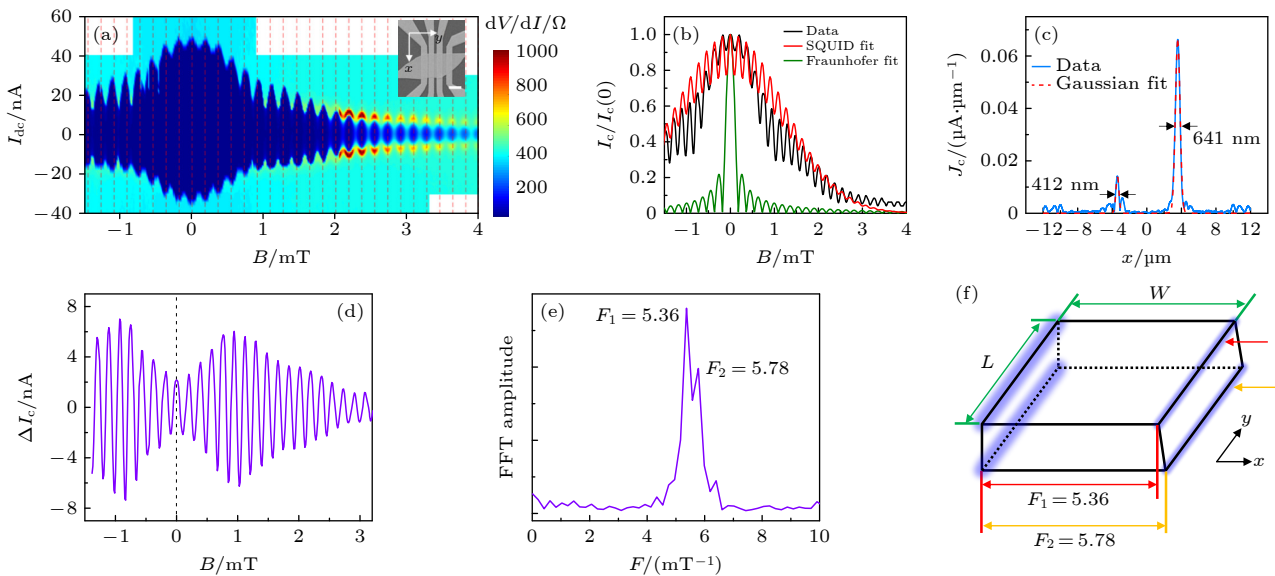 (a)
I_dc/nA
60
40
20
0
−20
−40
−1
0
1
2
3
4
B/mT
y
x
dV/dI/Ω
1000
800
600
400
200
(b)
Data
SQUID fit
Fraunhofer fit
I_c/I_c(0)
1.0
0.8
0.6
0.4
0.2
0
−1
0
1
2
3
4
B/mT
(c)
Data
Gaussian fit
641 nm
412 nm
J_c/(μA·μm⁻¹)
0.06
0.04
0.02
0
−12
−8
−4
0
4
8
12
x/μm
(d)
ΔI_c/nA
8
4
0
−4
−8
−1
0
1
2
3
B/mT
(e)
F₁ = 5.36
F₂ = 5.78
FFT amplitude
0
2
4
6
8
10
F/(mT⁻¹)
(f)
W
L
y
x
F₁ = 5.36
F₂ = 5.78